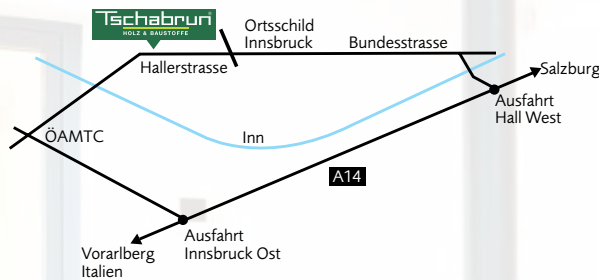 Tschabrun
HOLZ & BAUSTOFFE
Ortsschild
Innsbruck
Bundesstrasse
Hallerstrasse
Salzburg
Ausfahrt
Hall West
ÖAMTC
Inn
A14
Ausfahrt
Innsbruck Ost
Vorarlberg
Italien